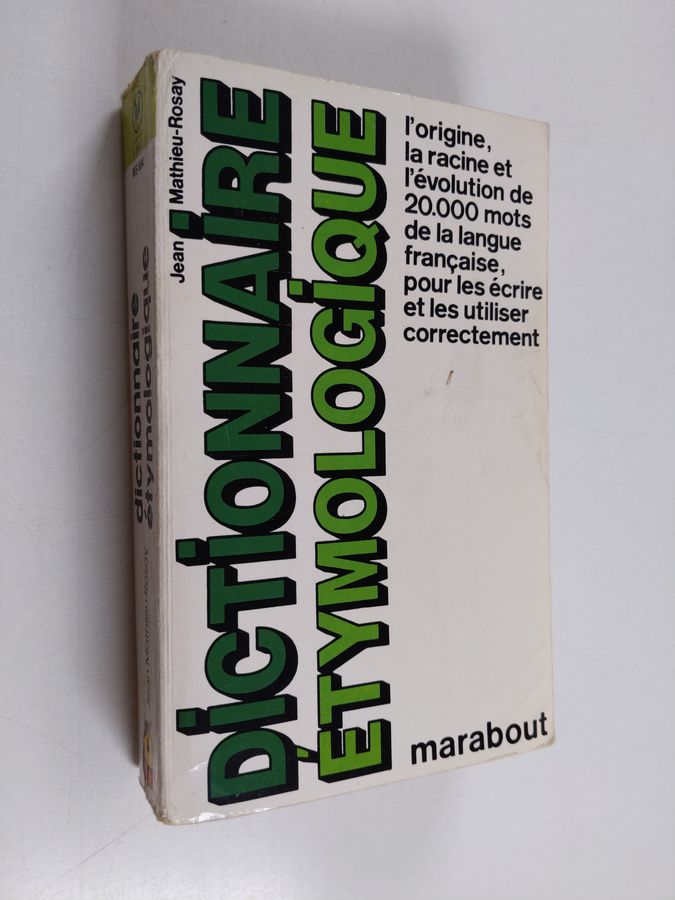 Jean Mathieu-Rosay
DiCTiONNAiRE
ÉTYMOLOGiQUE
l'origine,
la racine et
l'évolution de
20.000 mots
de la langue
française,
pour les écrire
et les utiliser
correctement
marabout
dictionnaire
étymologique
Jean Mathieu-Rosay